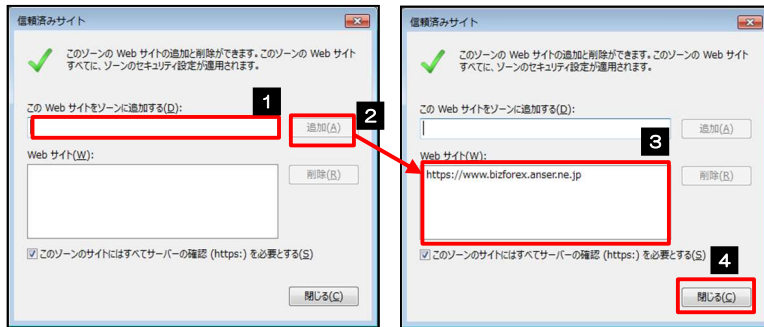 信頼済みサイト
このゾーンの Web サイトの追加と削除ができます。このゾーンの Web サイト
すべてに、ゾーンのセキュリティ設定が適用されます。
1
この Web サイトをゾーンに追加する(D):
2
追加(A)
Web サイト(W):
削除(R)
このゾーンのサイトにはすべてサーバーの確認 (https:) を必要とする(S)
閉じる(C)
信頼済みサイト
このゾーンの Web サイトの追加と削除ができます。このゾーンの Web サイト
すべてに、ゾーンのセキュリティ設定が適用されます。
この Web サイトをゾーンに追加する(D):
追加(A)
3
Web サイト(W):
https://www.bizforex.anser.ne.jp
削除(R)
このゾーンのサイトにはすべてサーバーの確認 (https:) を必要とする(S)
4
閉じる(C)